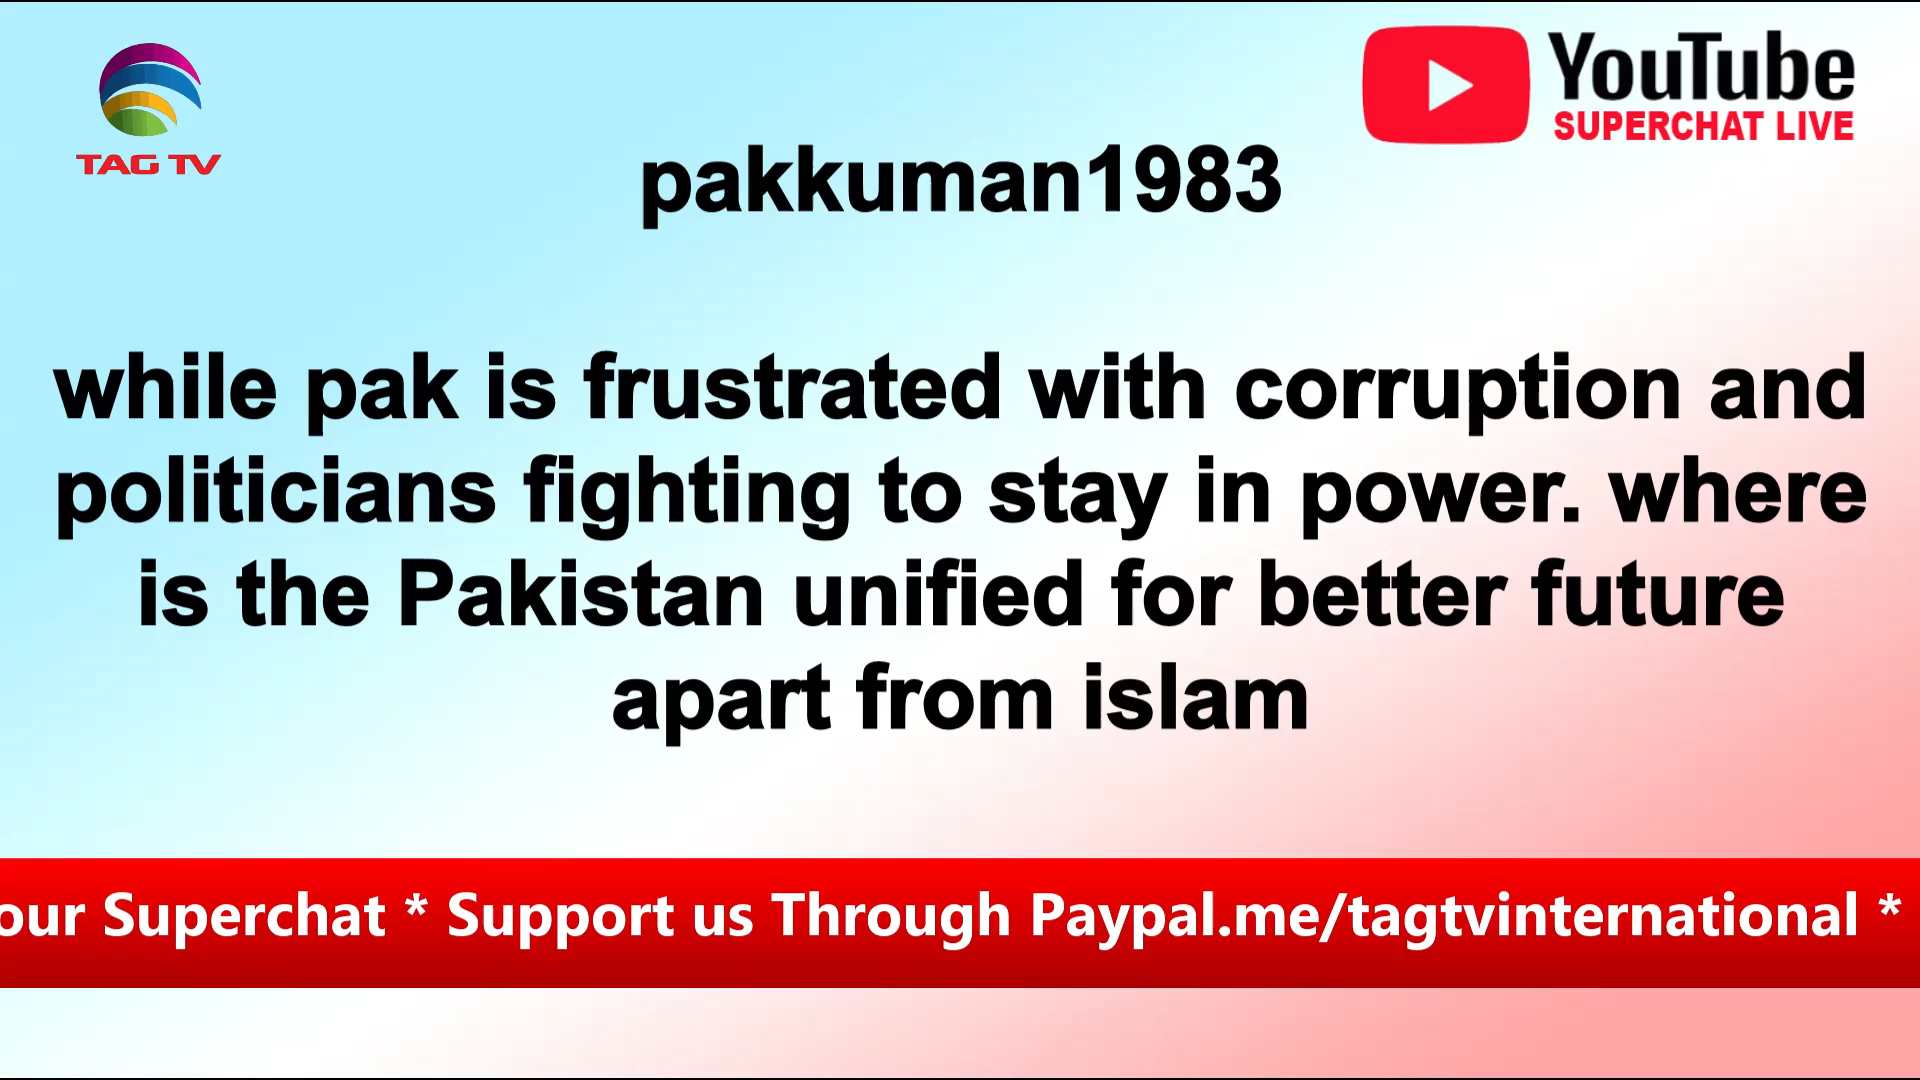 TAG TV
YouTube
SUPERCHAT LIVE
pakkuman1983
while pak is frustrated with corruption and
politicians fighting to stay in power. where
is the Pakistan unified for better future
apart from islam
our Superchat * Support us Through Paypal.me/tagtvinternational *